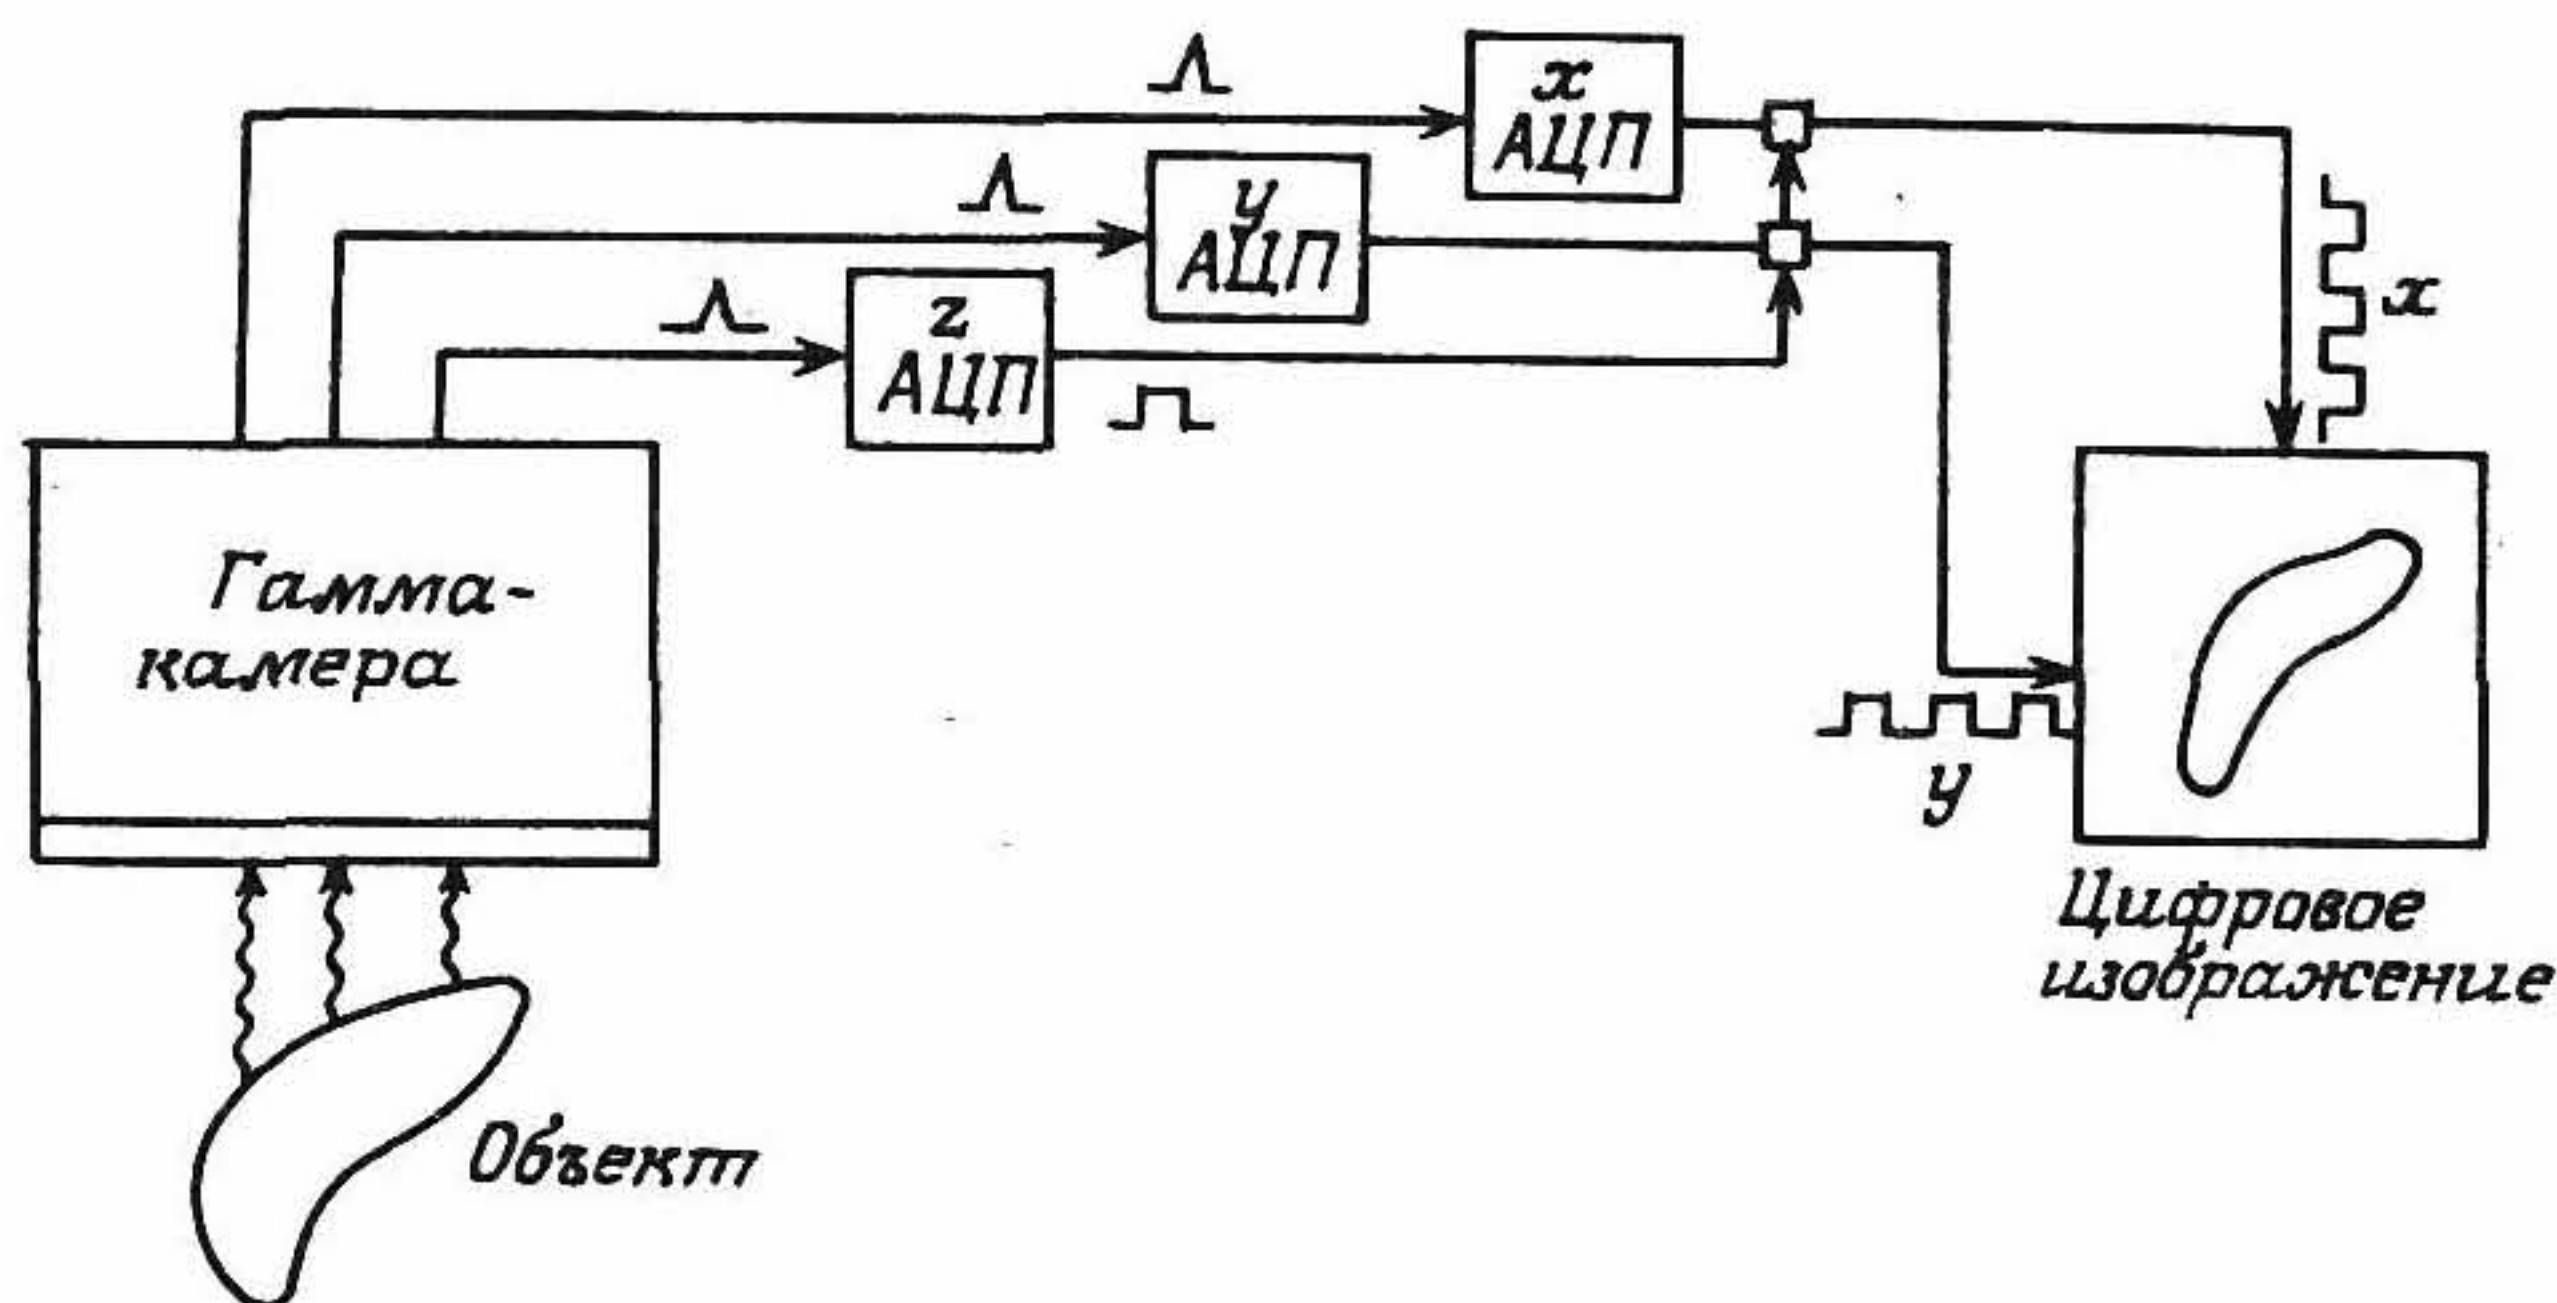 x
АЦП
y
АЦП
z
АЦП
x
Гамма-
камера
y
Цифровое
изображение
Объект